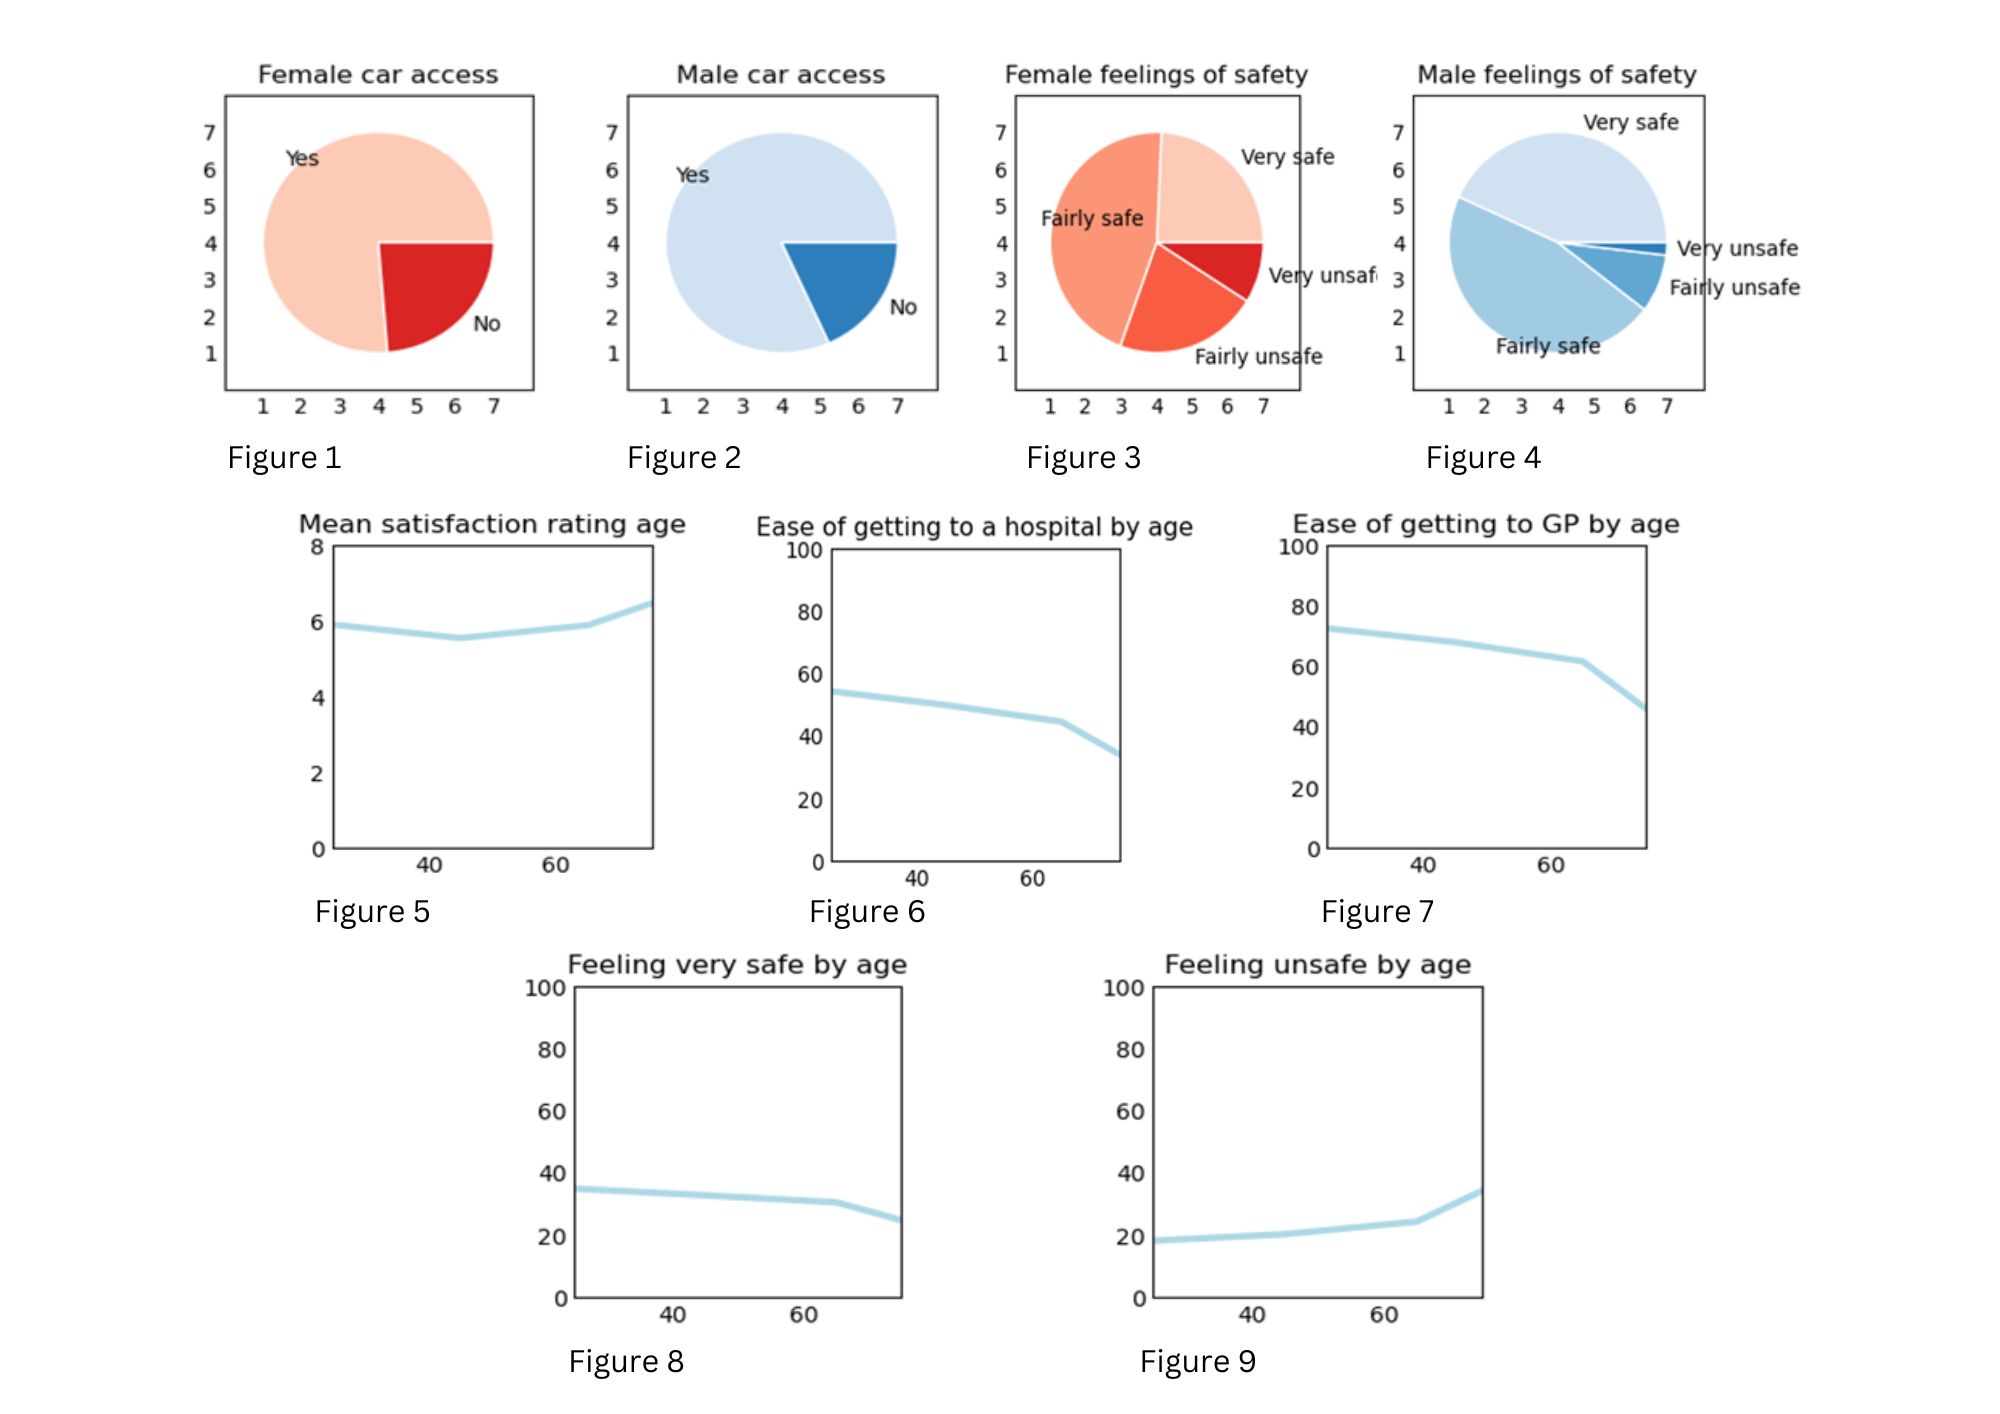 Female car access
Male car access
Female feelings of safety
Male feelings of safety
7
6
5
4
3
2
1
Yes
No
1 2 3 4 5 6 7
7
6
5
4
3
2
1
Yes
No
1 2 3 4 5 6 7
7
6
5
4
3
2
1
Very safe
Fairly safe
Very unsaf
Fairly unsafe
1 2 3 4 5 6 7
7
6
5
4
3
2
1
Very safe
Very unsafe
Fairly unsafe
Fairly safe
1 2 3 4 5 6 7
Figure 1
Figure 2
Figure 3
Figure 4
Mean satisfaction rating age
8
6
4
2
0
40 60
Figure 5
Ease of getting to a hospital by age
100
80
60
40
20
0
40 60
Figure 6
Ease of getting to GP by age
100
80
60
40
20
0
40 60
Figure 7
Feeling very safe by age
100
80
60
40
20
0
40 60
Figure 8
Feeling unsafe by age
100
80
60
40
20
0
40 60
Figure 9